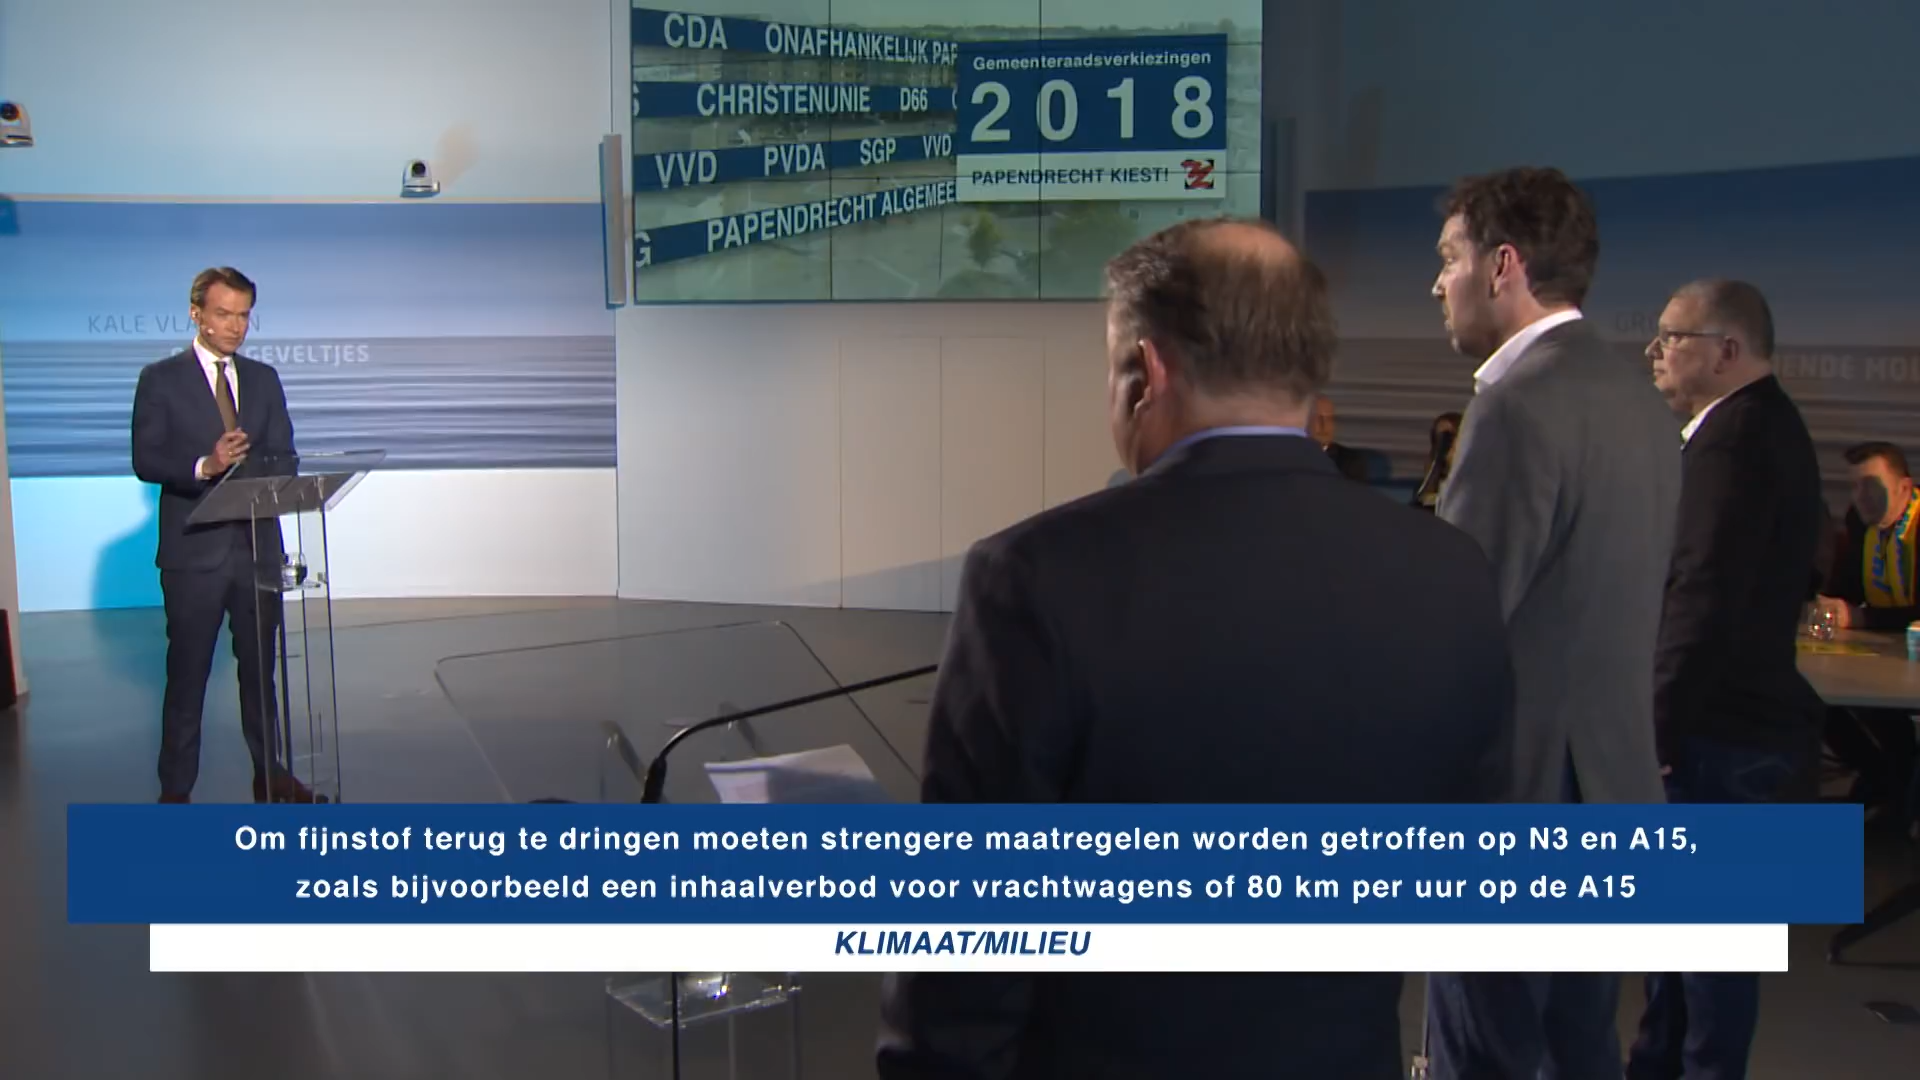 CDA ONAFHANKELIJK PAP
CHRISTENUNIE D66
VVD PVDA SGP VVD
PAPENDRECHT ALGEMEE
G
Gemeenteraadsverkiezingen
2018
PAPENDRECHT KIEST!
KALE VLA
GEVELTJES
Om fijnstof terug te dringen moeten strengere maatregelen worden getroffen op N3 en A15,
zoals bijvoorbeeld een inhaalverbod voor vrachtwagens of 80 km per uur op de A15
KLIMAAT/MILIEU